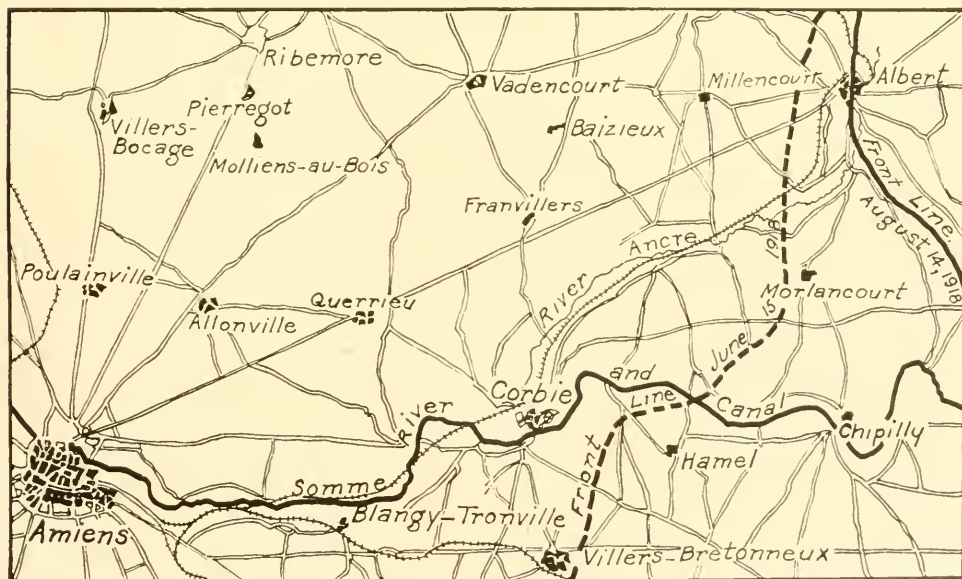 Ribemore
Pierregot
Villers-
Bocage
Molliens-au-Bois
Vadencourt
Millencourt
Albert
Baizieux
Franvillers
Front Line.
August 14, 1918
River Ancre
Poulainville
Allonville
Querrieu
Morlancourt
Front Line June 15 1918
Corbie
Somme River and Canal
Chipilly
Hamel
Amiens
Blangy-Tronville
Villers-Bretonneux